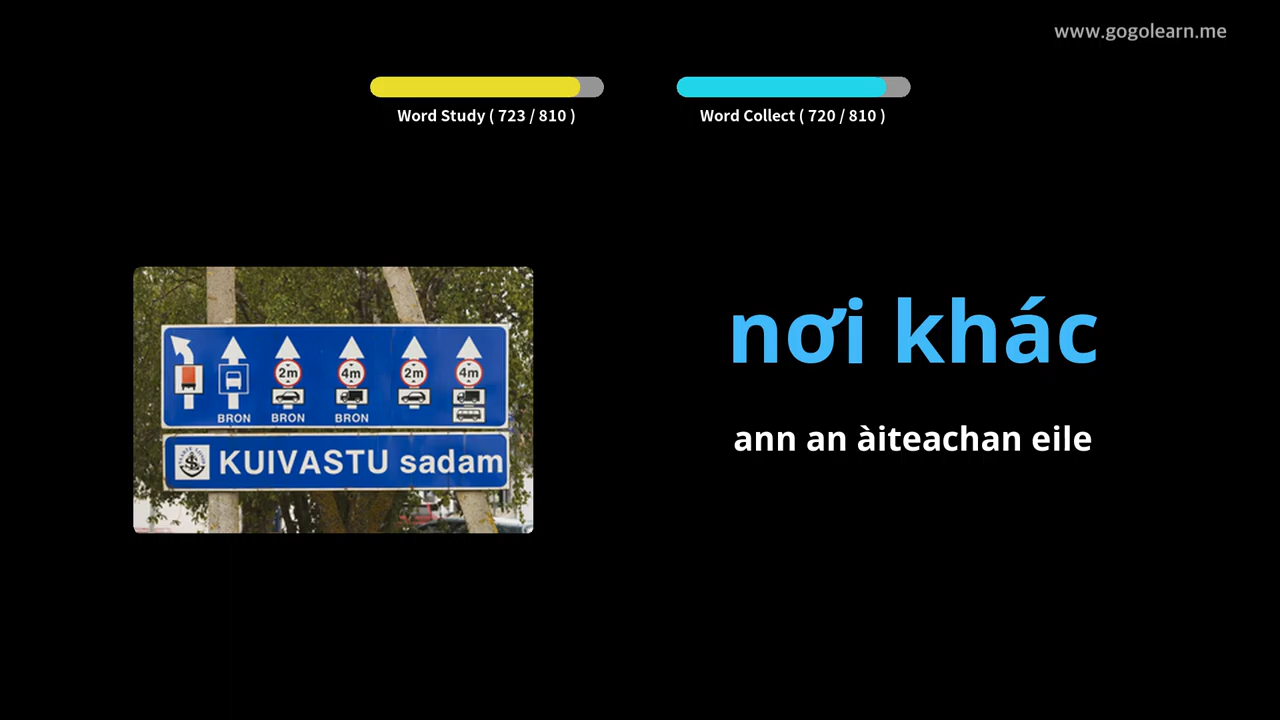 www.gogolearn.me
Word Study ( 723 / 810 )
Word Collect ( 720 / 810 )
nơi khác
ann an àiteachan eile
2m
4m
2m
4m
BRON
BRON
BRON
KUIVASTU sadam